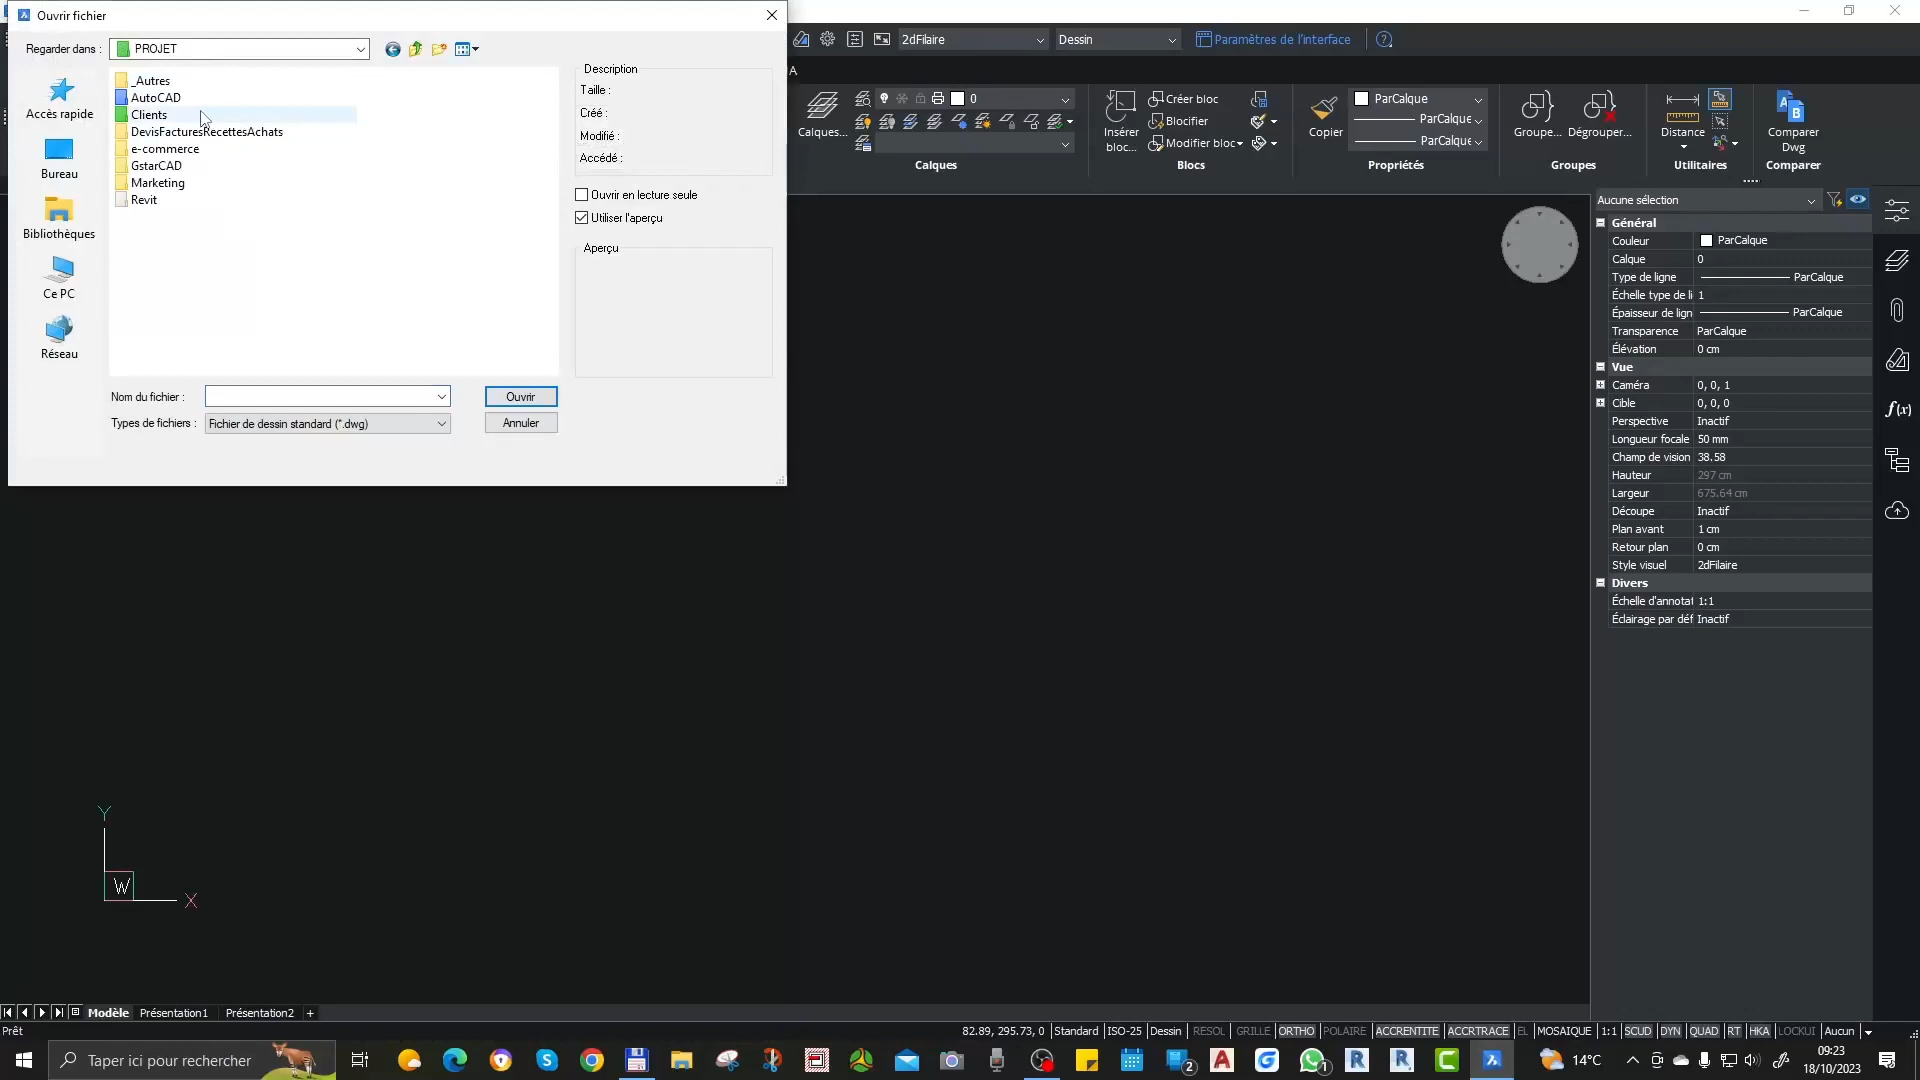 Ouvrir fichier
Regarder dans :
PROJET
Accès rapide
Bureau
Bibliothèques
Ce PC
Réseau
_Autres
AutoCAD
Clients
DevisFacturesRecettesAchats
e-commerce
GstarCAD
Marketing
Revit
Description
Taille :
Créé :
Modifié :
Accédé :
Ouvrir en lecture seule
Utiliser l'aperçu
Aperçu
Nom du fichier :
Ouvrir
Types de fichiers :
Fichier de dessin standard (*.dwg)
Annuler
2dFilaire
Dessin
Paramètres de l'interface
A
Calques...
0
Calques
Insérer
bloc...
Créer bloc
Blocifier
Modifier bloc
Blocs
Copier
ParCalque
ParCalque
ParCalque
Propriétés
Groupe...
Dégrouper...
Groupes
Distance
Utilitaires
Comparer
Dwg
Comparer
Aucune sélection
Général
Couleur ParCalque
Calque 0
Type de ligne ParCalque
Échelle type de li 1
Épaisseur de lign ParCalque
Transparence ParCalque
Élévation 0 cm
Vue
Caméra 0, 0, 1
Cible 0, 0, 0
Perspective Inactif
Longueur focale 50 mm
Champ de vision 38.58
Hauteur 297 cm
Largeur 675.64 cm
Découpe Inactif
Plan avant 1 cm
Retour plan 0 cm
Style visuel 2dFilaire
Divers
Échelle d'annotat 1:1
Éclairage par déf Inactif
f(x)
Y
W
X
Modèle Présentation1 Présentation2 +
Prêt
82.89, 295.73, 0 Standard ISO-25 Dessin RESOL GRILLE ORTHO POLAIRE ACCRENTITE ACCRTRACE EL MOSAIQUE 1:1 SCUD DYN QUAD RT HKA LOCKUI Aucun
Taper ici pour rechercher
2
1
14°C
09:23
18/10/2023